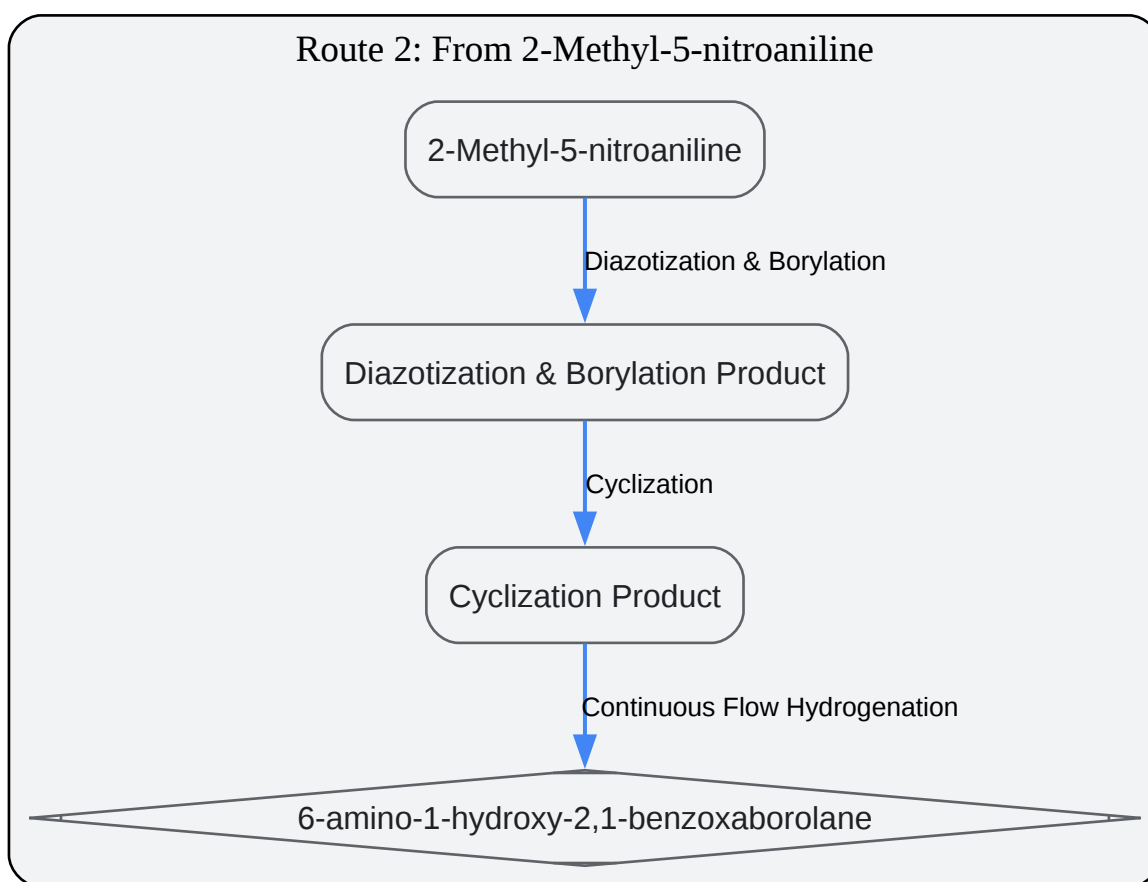 Route 2: From 2-Methyl-5-nitroaniline
2-Methyl-5-nitroaniline
Diazotization & Borylation
Diazotization & Borylation Product
Cyclization
Cyclization Product
Continuous Flow Hydrogenation
6-amino-1-hydroxy-2,1-benzoxaborolane